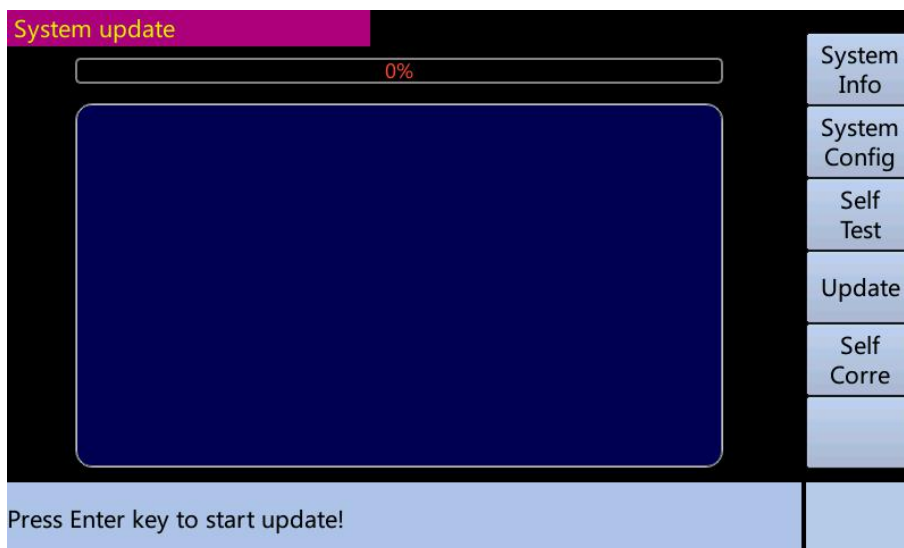 System update
0%
System
Info
System
Config
Self
Test
Update
Self
Corre
Press Enter key to start update!